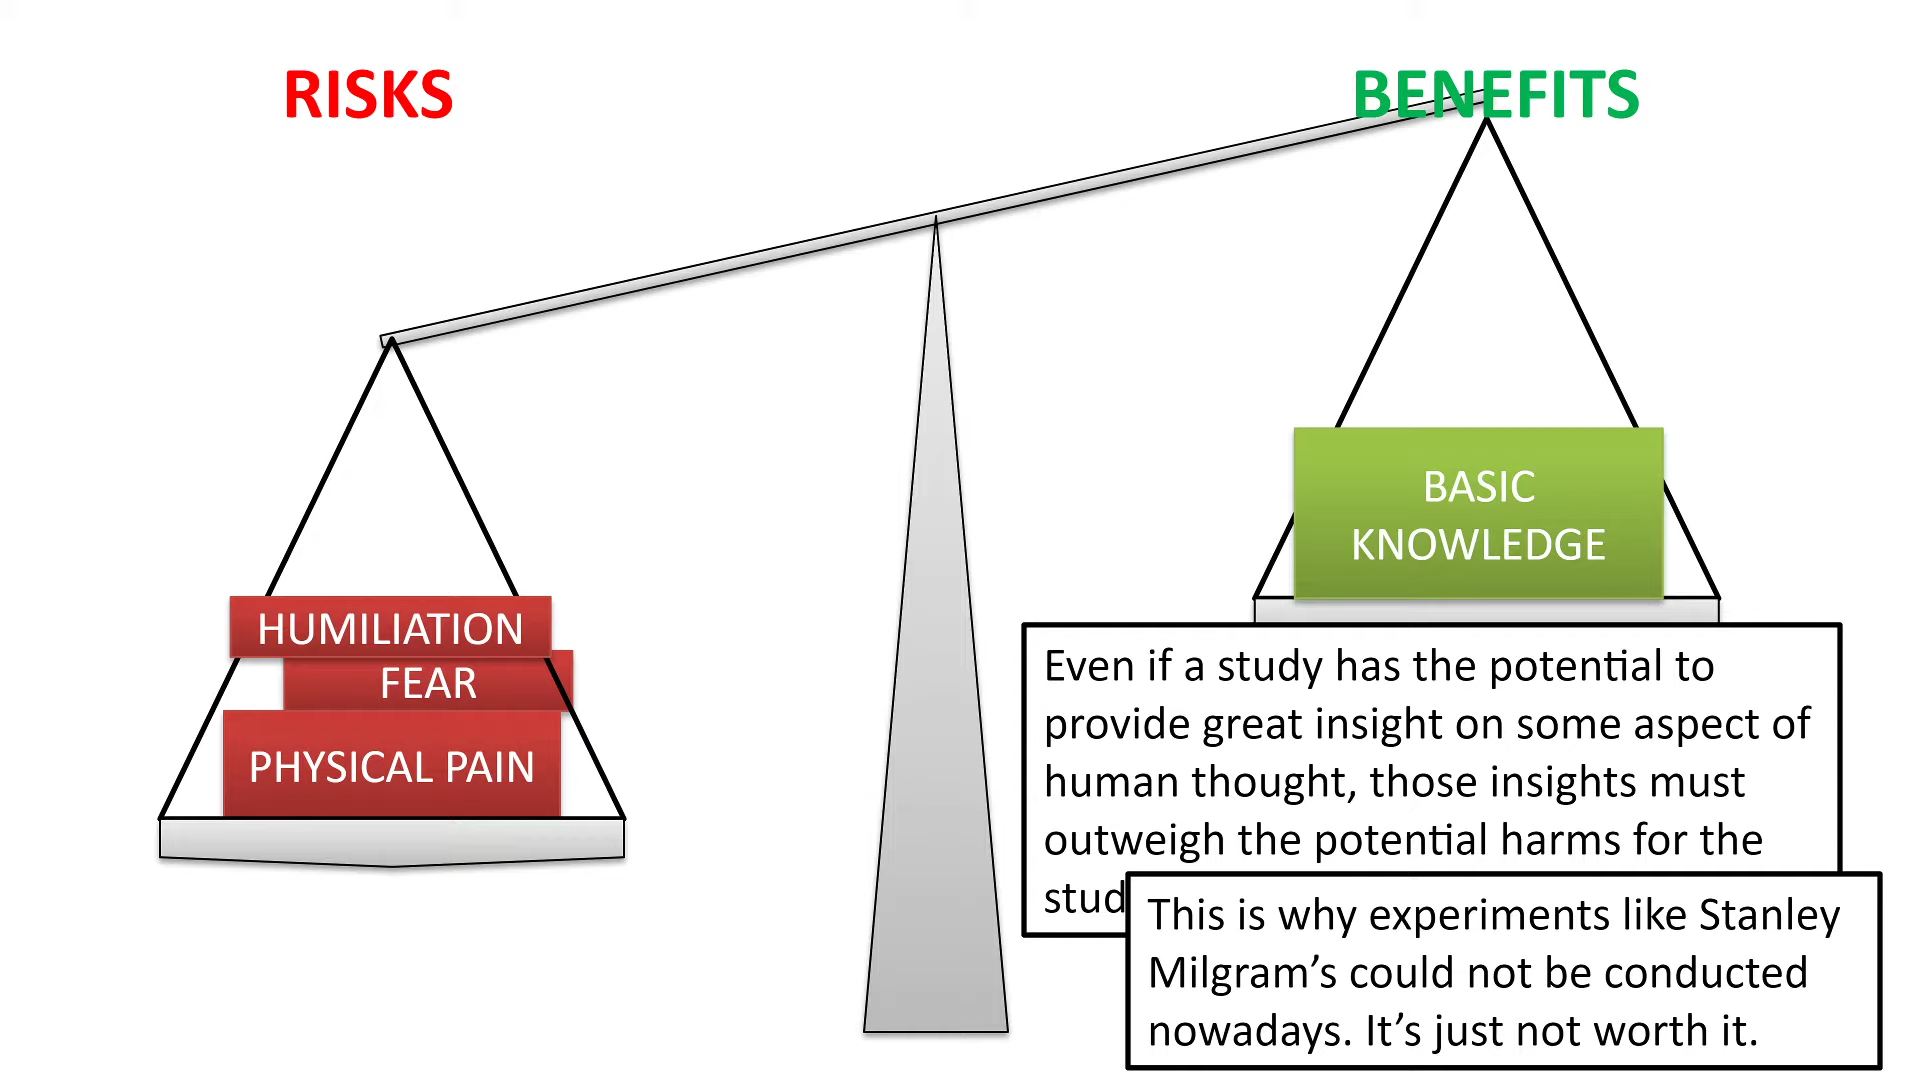 RISKS
BENEFITS
BASIC
KNOWLEDGE
HUMILIATION
FEAR
PHYSICAL PAIN
Even if a study has the potential to
provide great insight on some aspect of
human thought, those insights must
outweigh the potential harms for the
This is why experiments like Stanley
Milgram’s could not be conducted
nowadays. It’s just not worth it.